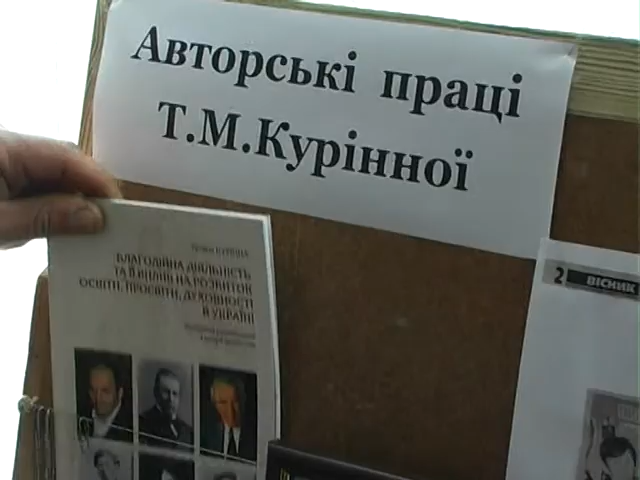 Авторські праці
Т.М.Курінної
БЛАГОДІЙНА ДІЯЛЬНІСТЬ
ТА ЇЇ ВПЛИВ НА РОЗВИТОК
ОСВІТИ, ПРОСВІТИ, ДУХОВНОСТІ
В УКРАЇНІ
2 ВІСНИК